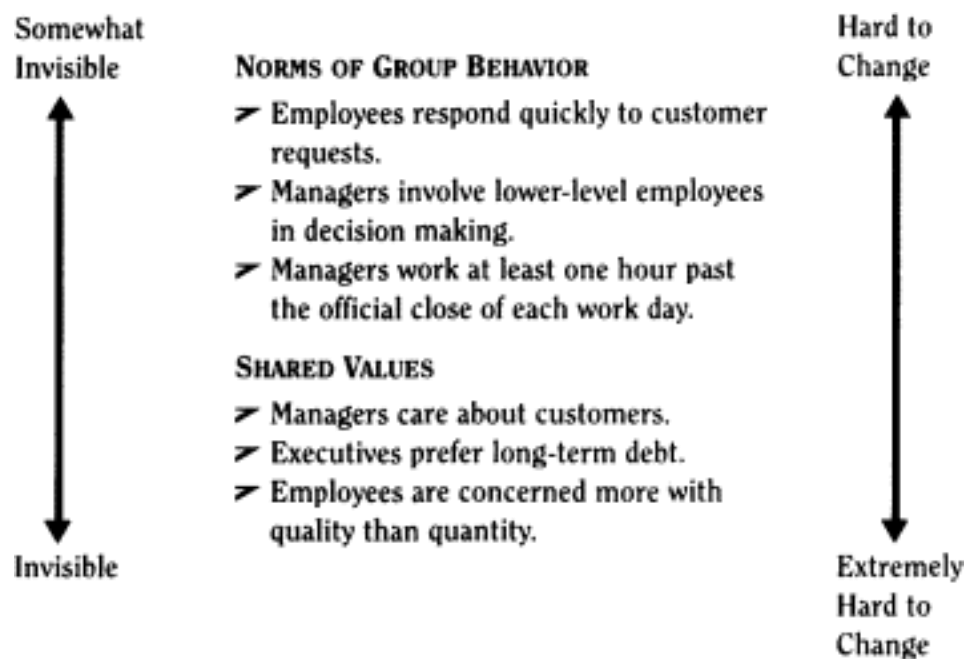 Somewhat
Invisible
Hard to
Change
NORMS OF GROUP BEHAVIOR
➣ Employees respond quickly to customer
requests.
➣ Managers involve lower-level employees
in decision making.
➣ Managers work at least one hour past
the official close of each work day.
SHARED VALUES
➣ Managers care about customers.
➣ Executives prefer long-term debt.
➣ Employees are concerned more with
quality than quantity.
Invisible
Extremely
Hard to
Change